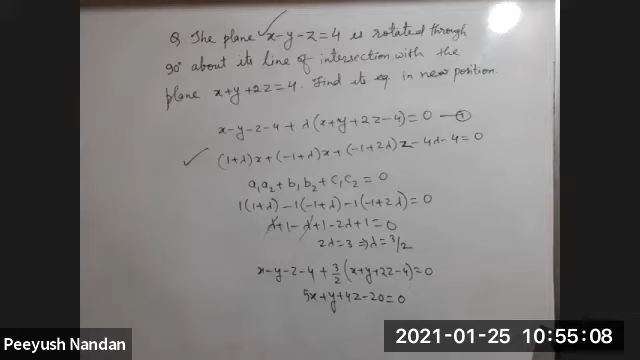 Q The plane x-y-z=4 is rotated through
90° about its line of intersection with the
plane x+y+2z=4. Find its eq in new position.
x-y-z-4+λ(x+y+2z-4)=0 —①
(1+λ)x+(-1+λ)x+(-1+2λ)z-4λ-4=0
a₁a₂+b₁b₂+c₁c₂=0
1(1+λ)-1(-1+λ)-1(-1+2λ)=0
λ+1-λ+1-2λ+1=0
2λ=3 ⇒ λ=3/2
x-y-z-4+3/2(x+y+2z-4)=0
5x+y+4z-20=0
Peeyush Nandan
2021-01-25 10:55:08